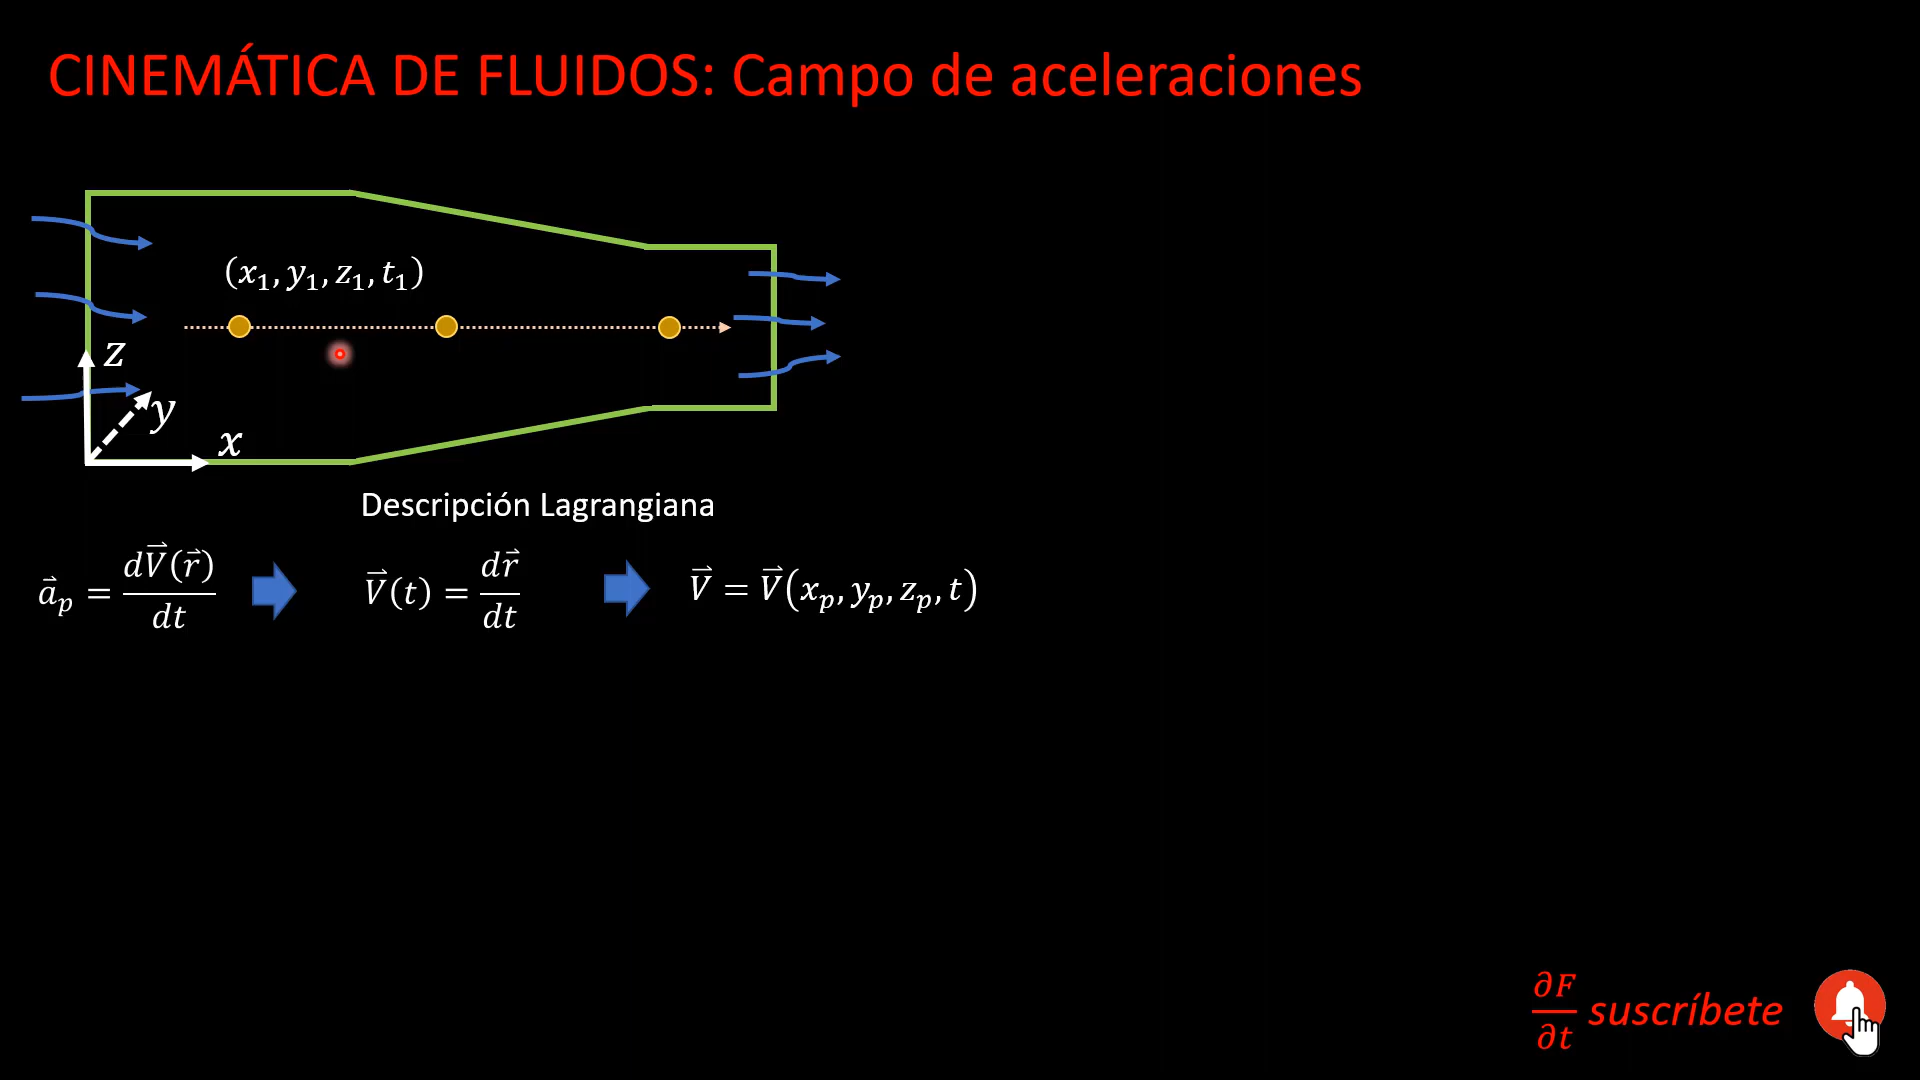 CINEMÁTICA DE FLUIDOS: Campo de aceleraciones
(x₁, y₁, z₁, t₁)
z
y
x
Descripción Lagrangiana
a⃗ₚ = dV⃗(r⃗)/dt
V⃗(t) = dr⃗/dt
V⃗ = V⃗(xₚ, yₚ, zₚ, t)
∂F/∂t suscríbete